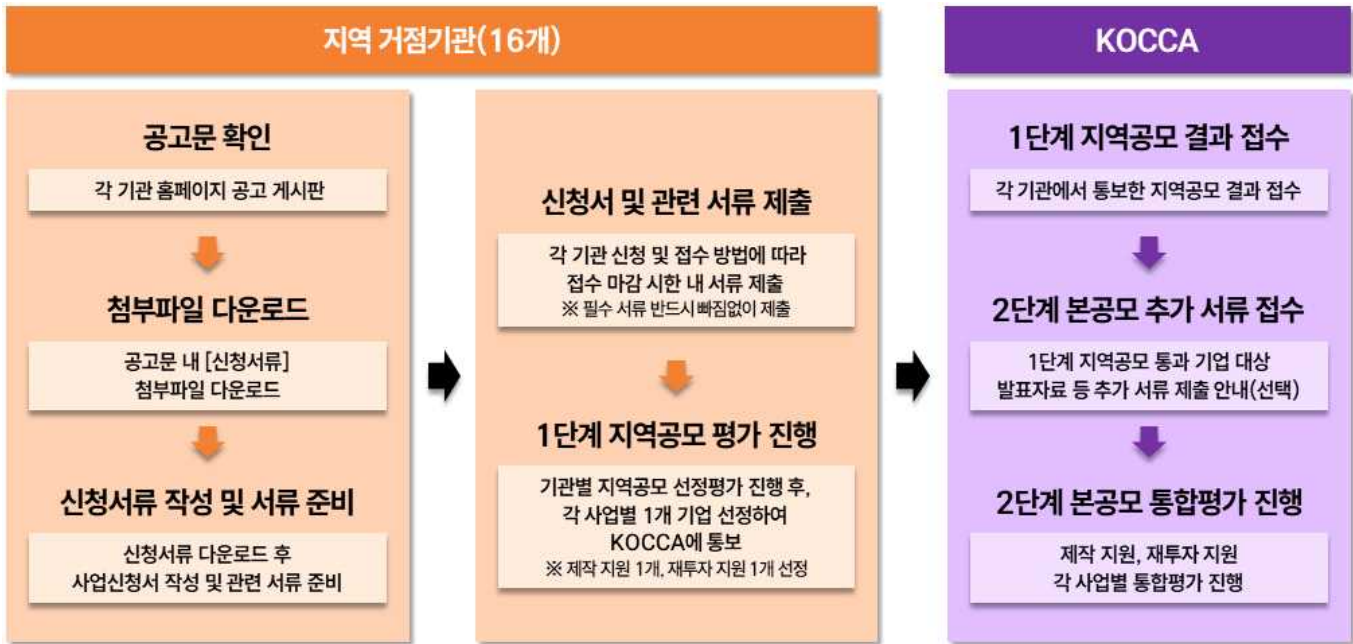 지역 거점기관(16개)
공고문 확인
각 기관 홈페이지 공고 게시판
첨부파일 다운로드
공고문 내 [신청서류]
첨부파일 다운로드
신청서류 작성 및 서류 준비
신청서류 다운로드 후
사업신청서 작성 및 관련 서류 준비
신청서 및 관련 서류 제출
각 기관 신청 및 접수 방법에 따라
접수 마감 시한 내 서류 제출
※ 필수 서류 반드시 빠짐없이 제출
1단계 지역공모 평가 진행
기관별 지역공모 선정평가 진행 후,
각 사업별 1개 기업 선정하여
KOCCA에 통보
※ 제작 지원 1개, 재투자 지원 1개 선정
KOCCA
1단계 지역공모 결과 접수
각 기관에서 통보한 지역공모 결과 접수
2단계 본공모 추가 서류 접수
1단계 지역공모 통과 기업 대상
발표자료 등 추가 서류 제출 안내(선택)
2단계 본공모 통합평가 진행
제작 지원, 재투자 지원
각 사업별 통합평가 진행